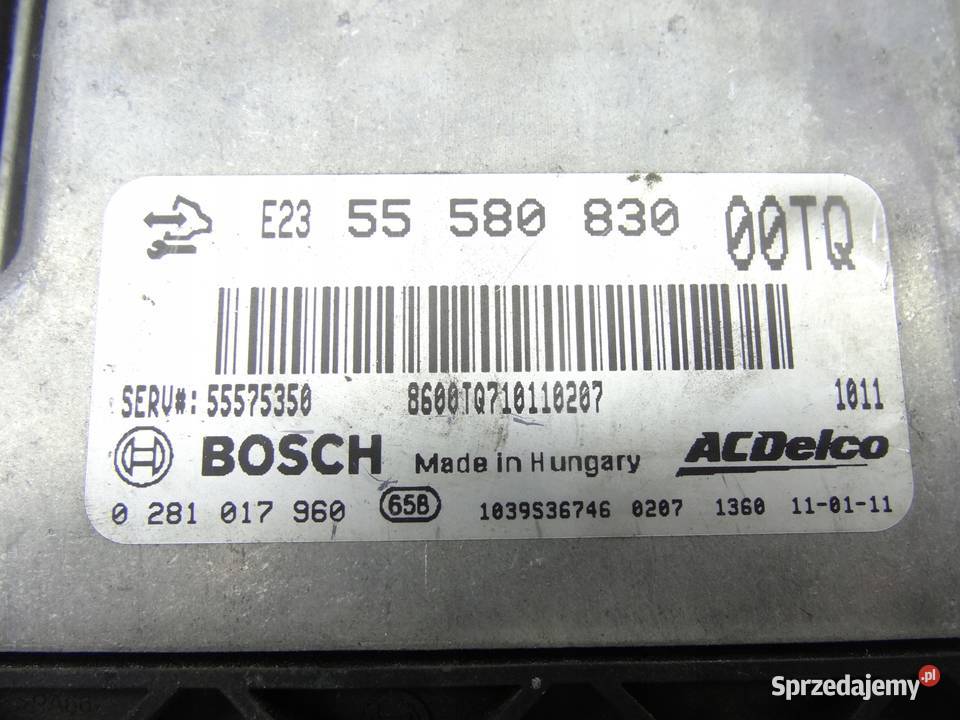 E23 55 580 830 00TQ
SERV#: 55575350 8600TQ710110207 1011
BOSCH Made in Hungary ACDelco
0 281 017 960 65B 1039S36746 0207 1360 11-01-11
Sprzedajemy.pl